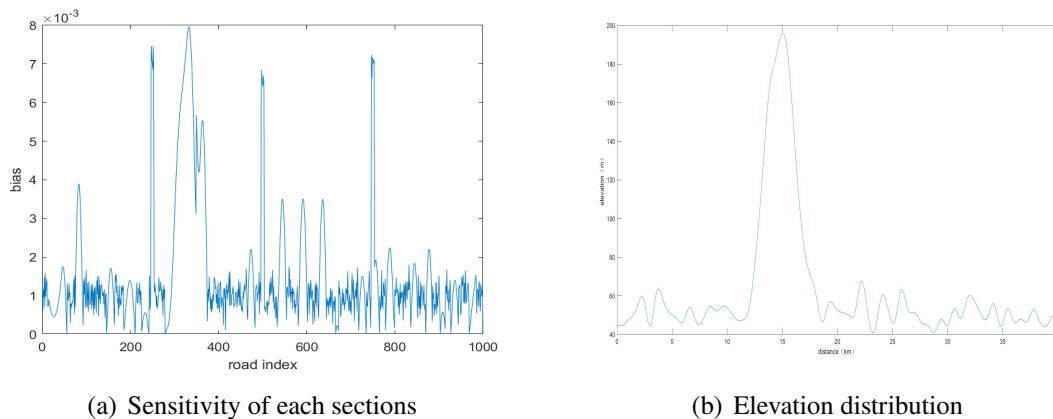 ×10⁻³
8
7
6
5
4
3
2
1
0
bias
0 200 400 600 800 1000
road index
(a) Sensitivity of each sections
200
180
160
140
120
100
80
60
40
elevation (m)
0 5 10 15 20 25 30 35
distance (km)
(b) Elevation distribution